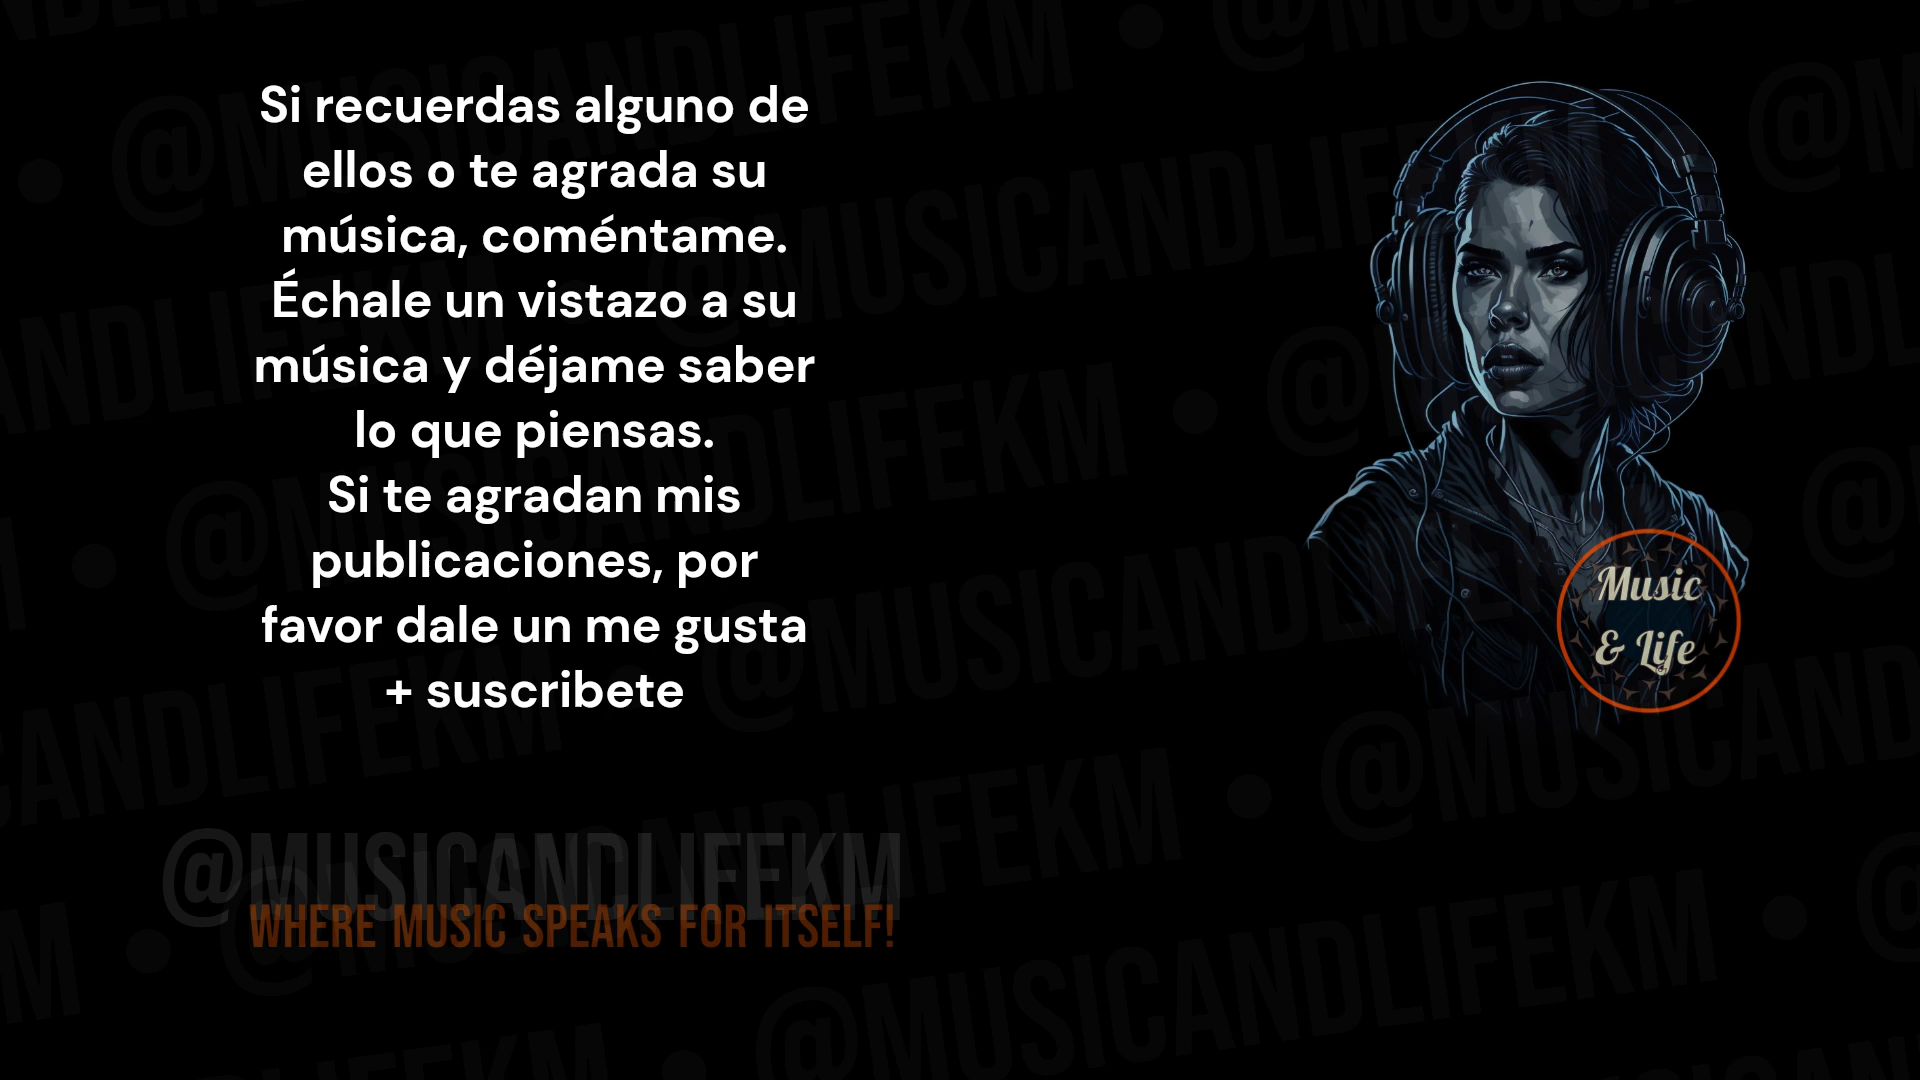 Si recuerdas alguno de
ellos o te agrada su
música, coméntame.
Échale un vistazo a su
música y déjame saber
lo que piensas.
Si te agradan mis
publicaciones, por
favor dale un me gusta
+ suscribete
Music
& Life
@MUSICANDLIFEKM
WHERE MUSIC SPEAKS FOR ITSELF!